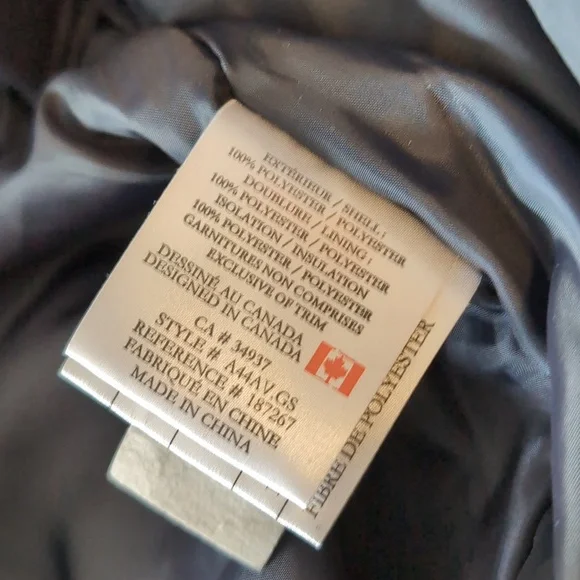 EXTÉRIEUR / SHELL :
100% POLYESTER / POLYESTER
DOUBLURE / LINING :
100% POLYESTER / POLYESTER
ISOLATION / INSULATION
100% POLYESTER / POLYESTER
GARNITURES NON COMPRISES
EXCLUSIVE OF TRIM
DESSINÉ AU CANADA
DESIGNED IN CANADA
CA # 34937
STYLE # A44AV.GS
REFERENCE # 187267
FABRIQUÉ EN CHINE
MADE IN CHINA
FIBRE DE POLYESTER